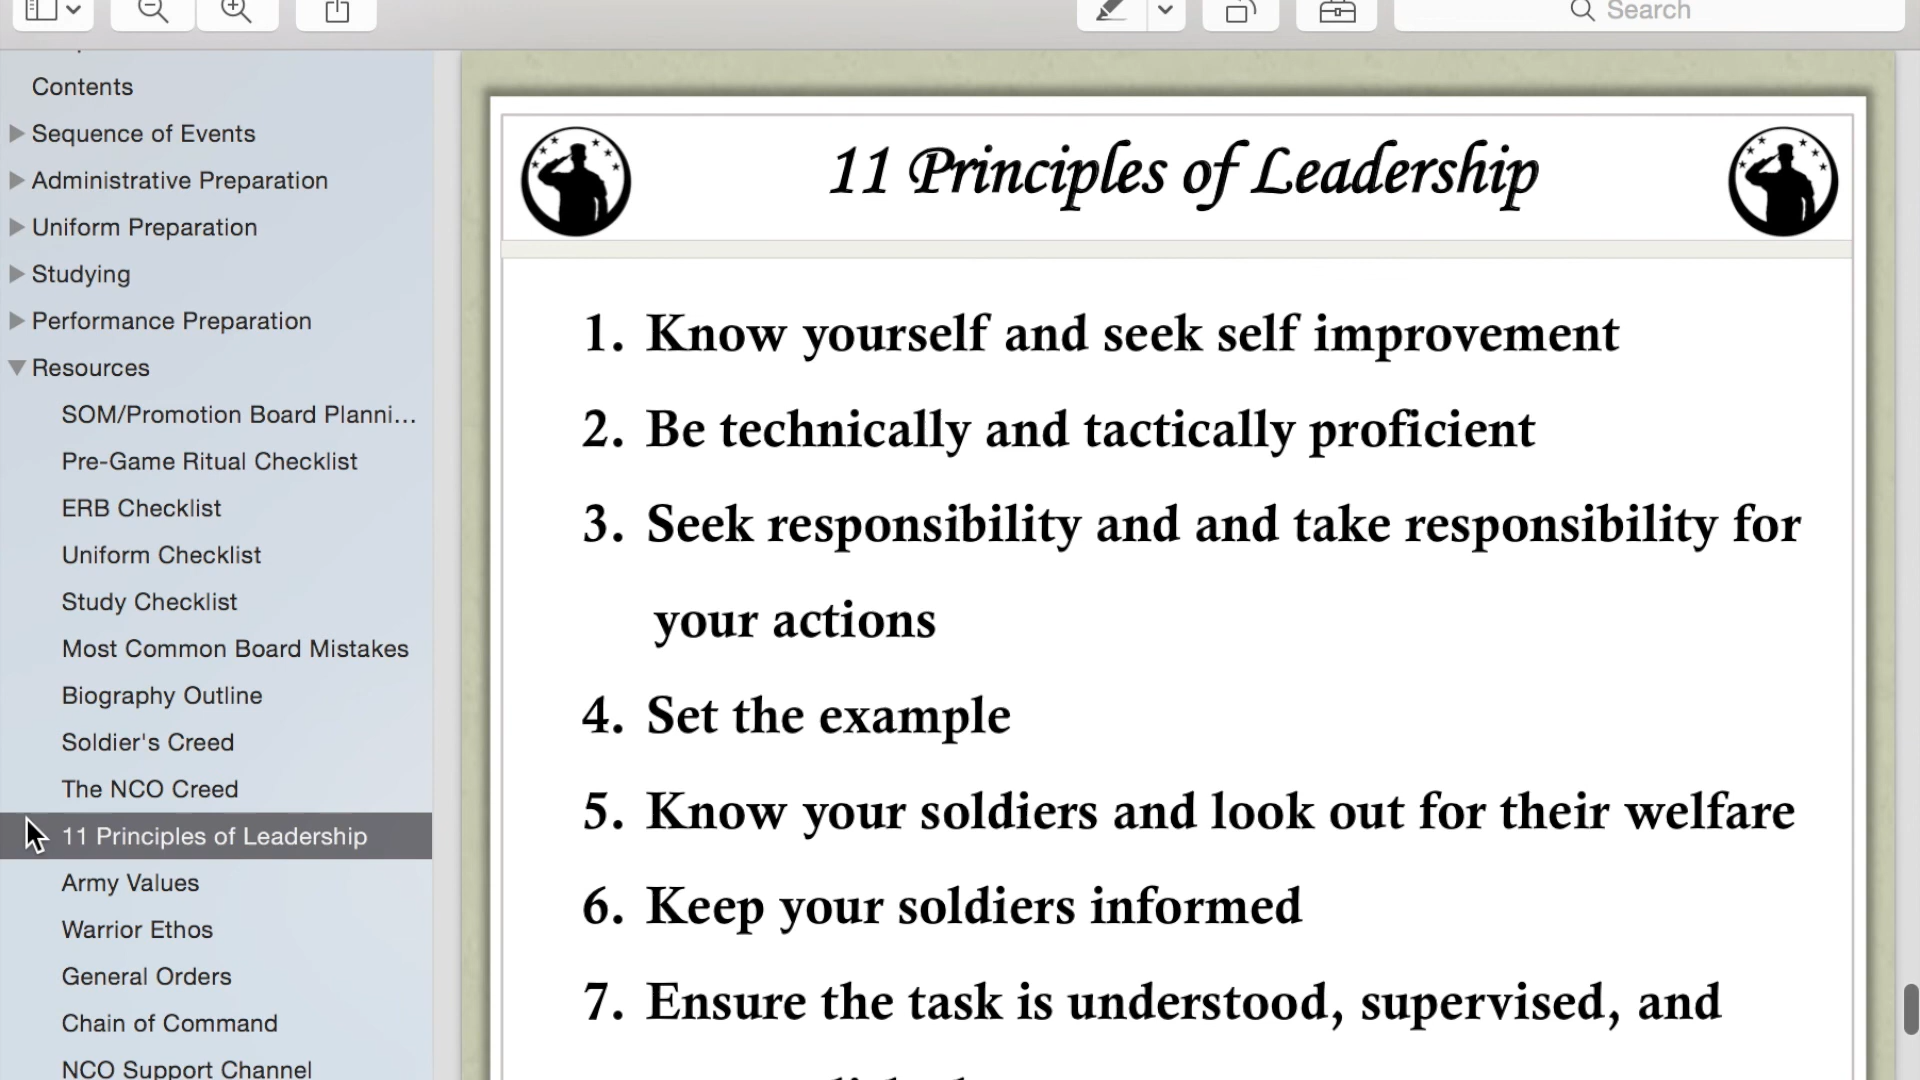 Search
Contents
Sequence of Events
Administrative Preparation
Uniform Preparation
Studying
Performance Preparation
Resources
SOM/Promotion Board Planni...
Pre-Game Ritual Checklist
ERB Checklist
Uniform Checklist
Study Checklist
Most Common Board Mistakes
Biography Outline
Soldier's Creed
The NCO Creed
11 Principles of Leadership
Army Values
Warrior Ethos
General Orders
Chain of Command
NCO Support Channel
11 Principles of Leadership
1. Know yourself and seek self improvement
2. Be technically and tactically proficient
3. Seek responsibility and and take responsibility for
your actions
4. Set the example
5. Know your soldiers and look out for their welfare
6. Keep your soldiers informed
7. Ensure the task is understood, supervised, and